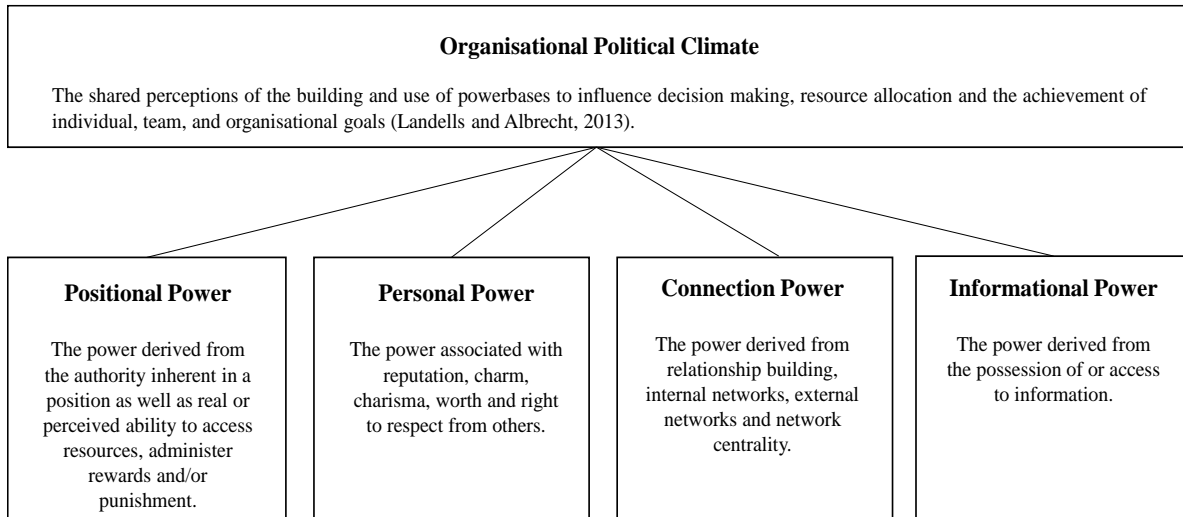 Organisational Political Climate
The shared perceptions of the building and use of powerbases to influence decision making, resource allocation and the achievement of
individual, team, and organisational goals (Landells and Albrecht, 2013).
Positional Power
The power derived from
the authority inherent in a
position as well as real or
perceived ability to access
resources, administer
rewards and/or
punishment.
Personal Power
The power associated with
reputation, charm,
charisma, worth and right
to respect from others.
Connection Power
The power derived from
relationship building,
internal networks, external
networks and network
centrality.
Informational Power
The power derived from
the possession of or access
to information.